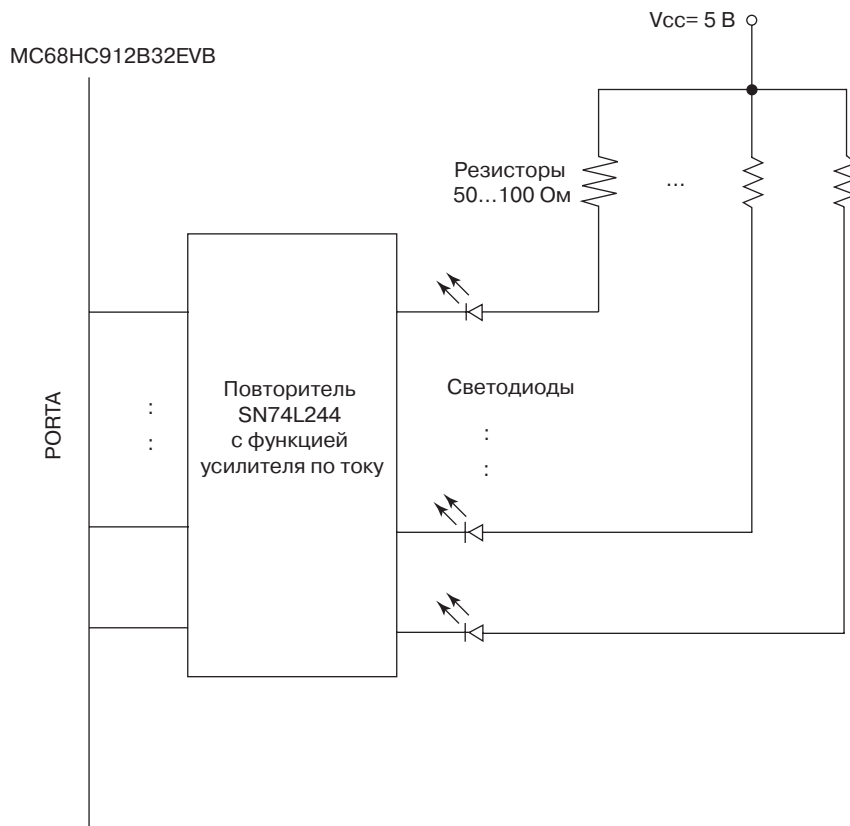 Vcc= 5 В
MC68HC912B32EVB
Резисторы
50...100 Ом
...
PORTA
:
:
Повторитель
SN74L244
с функцией
усилителя по току
Светодиоды
:
: